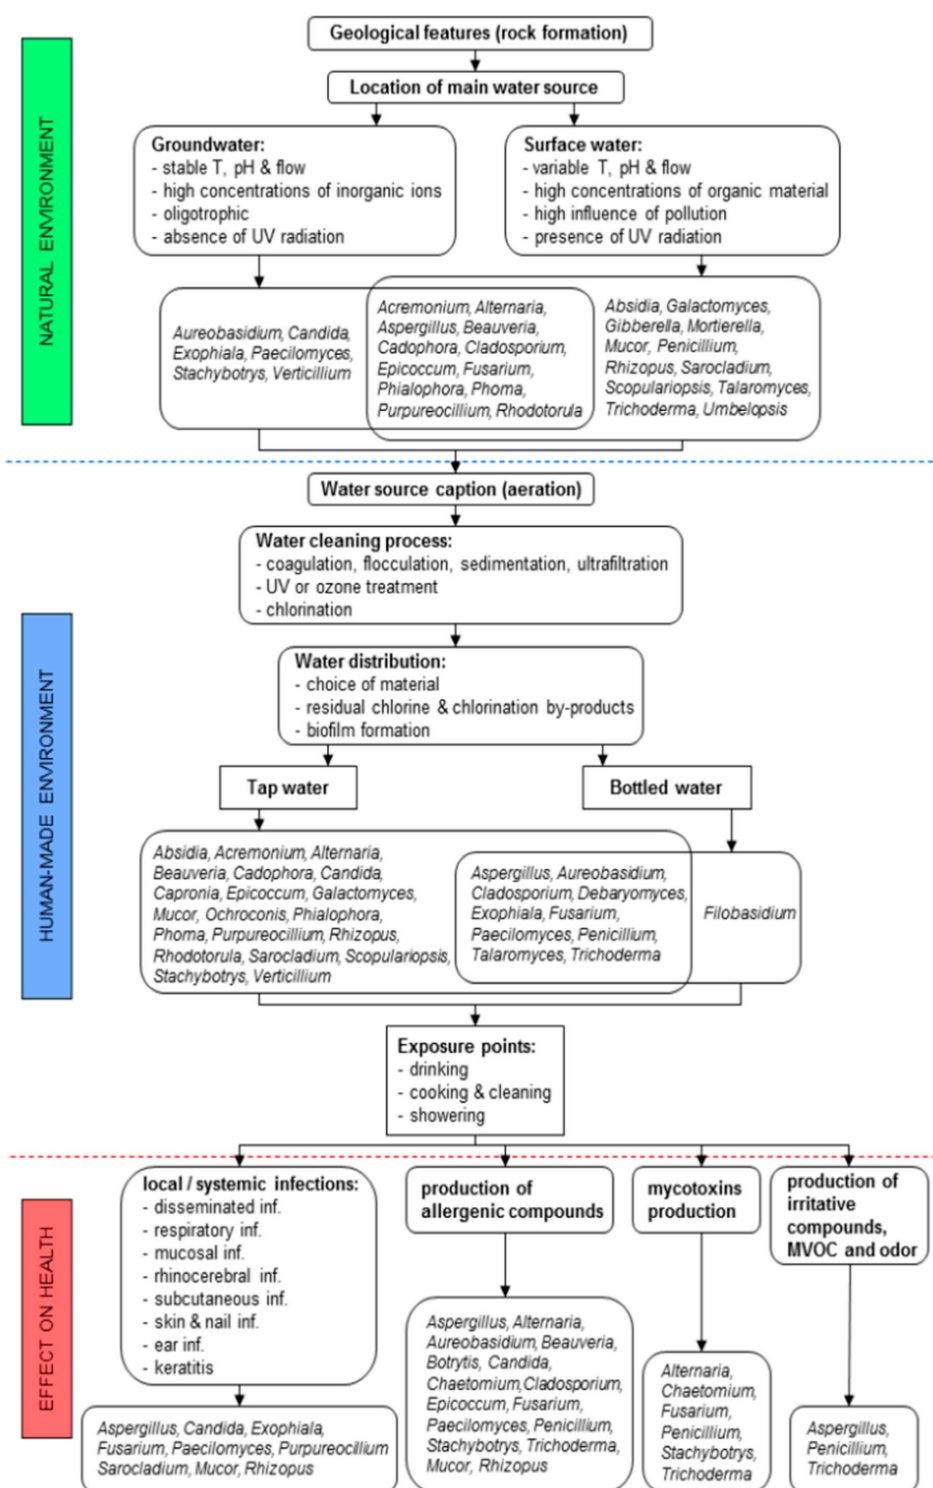 Geological features (rock formation)
Location of main water source
NATURAL ENVIRONMENT
Groundwater:
- stable T, pH & flow
- high concentrations of inorganic ions
- oligotrophic
- absence of UV radiation
Surface water:
- variable T, pH & flow
- high concentrations of organic material
- high influence of pollution
- presence of UV radiation
Aureobasidium, Candida,
Exophiala, Paecilomyces,
Stachybotrys, Verticillium
Acremonium, Alternaria,
Aspergillus, Beauveria,
Cadophora, Cladosporium,
Epicoccum, Fusarium,
Phialophora, Phoma,
Purpureocillium, Rhodotorula
Absidia, Galactomyces,
Gibberella, Mortierella,
Mucor, Penicillium,
Rhizopus, Sarocladium,
Scopulariopsis, Talaromyces,
Trichoderma, Umbelopsis
Water source caption (aeration)
HUMAN-MADE ENVIRONMENT
Water cleaning process:
- coagulation, flocculation, sedimentation, ultrafiltration
- UV or ozone treatment
- chlorination
Water distribution:
- choice of material
- residual chlorine & chlorination by-products
- biofilm formation
Tap water
Bottled water
Absidia, Acremonium, Alternaria,
Beauveria, Cadophora, Candida,
Capronia, Epicoccum, Galactomyces,
Mucor, Ochroconis, Phialophora,
Phoma, Purpureocillium, Rhizopus,
Rhodotorula, Sarocladium, Scopulariopsis,
Stachybotrys, Verticillium
Aspergillus, Aureobasidium,
Cladosporium, Debaryomyces,
Exophiala, Fusarium,
Paecilomyces, Penicillium,
Talaromyces, Trichoderma
Filobasidium
Exposure points:
- drinking
- cooking & cleaning
- showering
EFFECT ON HEALTH
local / systemic infections:
- disseminated inf.
- respiratory inf.
- mucosal inf.
- rhinocerebral inf.
- subcutaneous inf.
- skin & nail inf.
- ear inf.
- keratitis
production of
allergenic compounds
mycotoxins
production
production of
irritative
compounds,
MVOC and odor
Aspergillus, Candida, Exophiala,
Fusarium, Paecilomyces, Purpureocillium
Sarocladium, Mucor, Rhizopus
Aspergillus, Alternaria,
Aureobasidium, Beauveria,
Botrytis, Candida,
Chaetomium, Cladosporium,
Epicoccum, Fusarium,
Paecilomyces, Penicillium,
Stachybotrys, Trichoderma,
Mucor, Rhizopus
Alternaria,
Chaetomium,
Fusarium,
Penicillium,
Stachybotrys,
Trichoderma
Aspergillus,
Penicillium,
Trichoderma